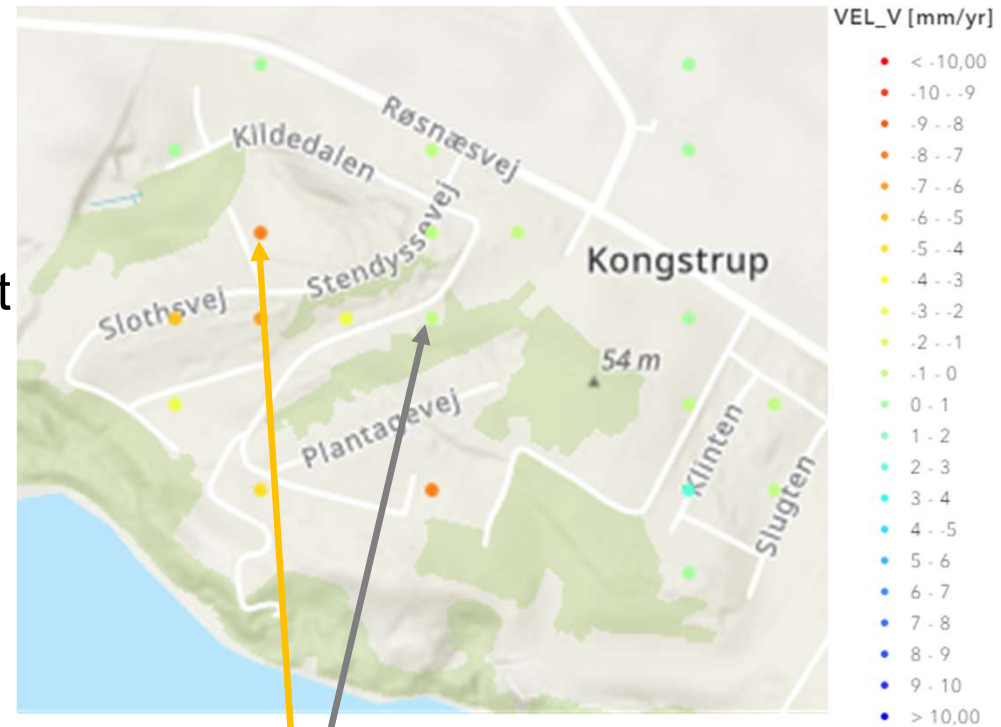 t
Røsnæsvej
Kildedalen
Stendyssevej
Kongstrup
Slothsvej
54 m
Plantagevej
Klinten
Slugten
VEL_V [mm/yr]
< -10,00
-10 - -9
-9 - -8
-8 - -7
-7 - -6
-6 - -5
-5 - -4
-4 - -3
-3 - -2
-2 - -1
-1 - 0
0 - 1
1 - 2
2 - 3
3 - 4
4 - -5
5 - 6
6 - 7
7 - 8
8 - 9
9 - 10
> 10,00